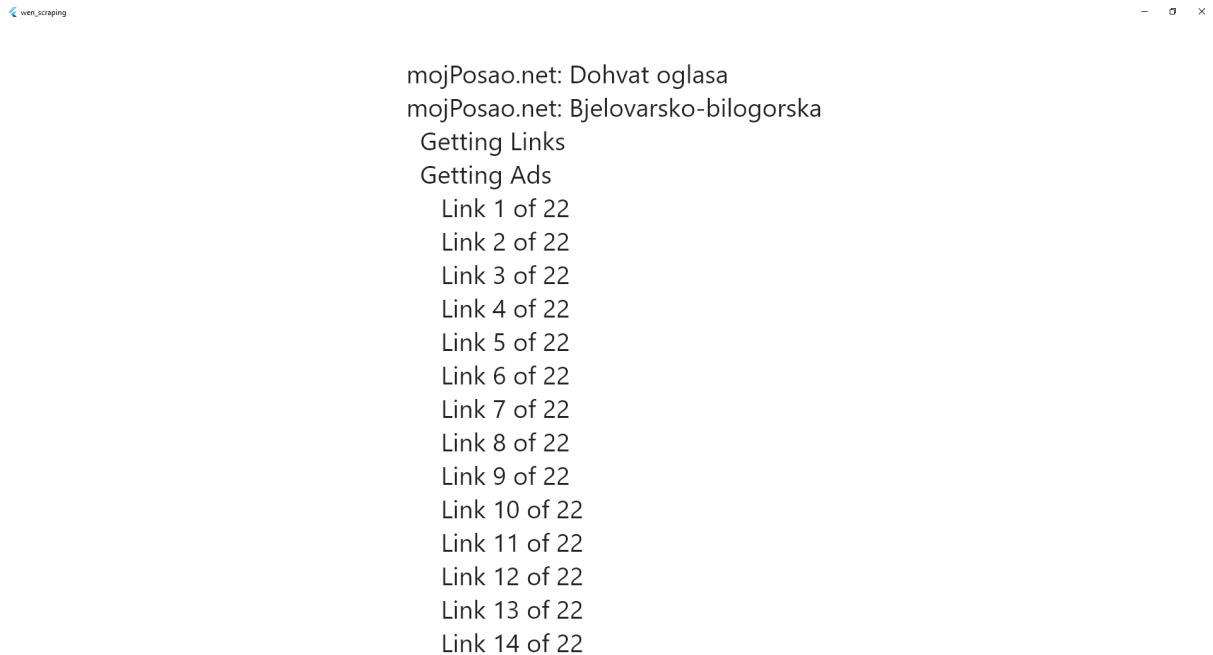 wen_scraping
mojPosao.net: Dohvat oglasa
mojPosao.net: Bjelovarsko-bilogorska
Getting Links
Getting Ads
Link 1 of 22
Link 2 of 22
Link 3 of 22
Link 4 of 22
Link 5 of 22
Link 6 of 22
Link 7 of 22
Link 8 of 22
Link 9 of 22
Link 10 of 22
Link 11 of 22
Link 12 of 22
Link 13 of 22
Link 14 of 22